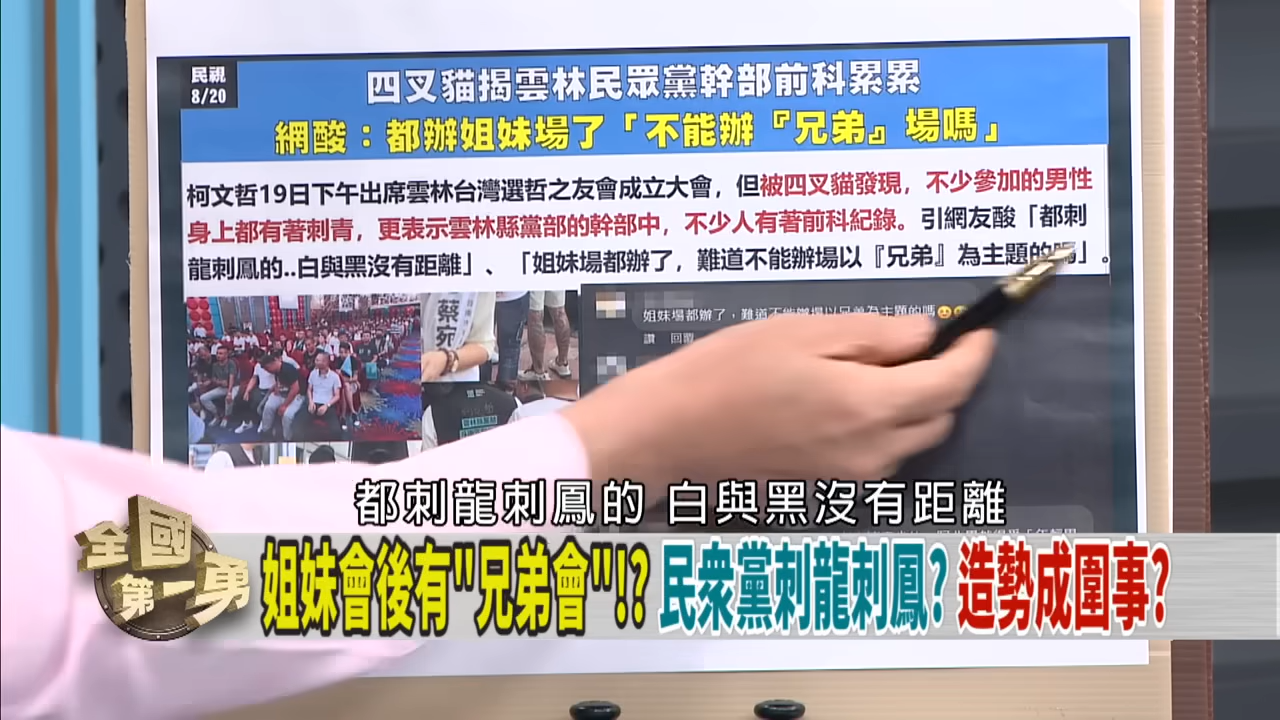 民視
8/20
四叉貓揭雲林民眾黨幹部前科累累
網酸：都辦姐妹場了「不能辦『兄弟』場嗎」
柯文哲19日下午出席雲林台灣選哲之友會成立大會，但被四叉貓發現，不少參加的男性
身上都有著刺青，更表示雲林縣黨部的幹部中，不少人有著前科紀錄。引網友酸「都刺
龍刺鳳的..白與黑沒有距離」、「姐妹場都辦了，難道不能辦場以『兄弟』為主題的嗎」。
蔡
姐妹場都辦了，難道不能辦場以兄弟為主題的嗎
讚 回覆
都刺龍刺鳳的 白與黑沒有距離
全國第一勇
姐妹會後有"兄弟會"!? 民衆黨刺龍刺鳳? 造勢成圍事?